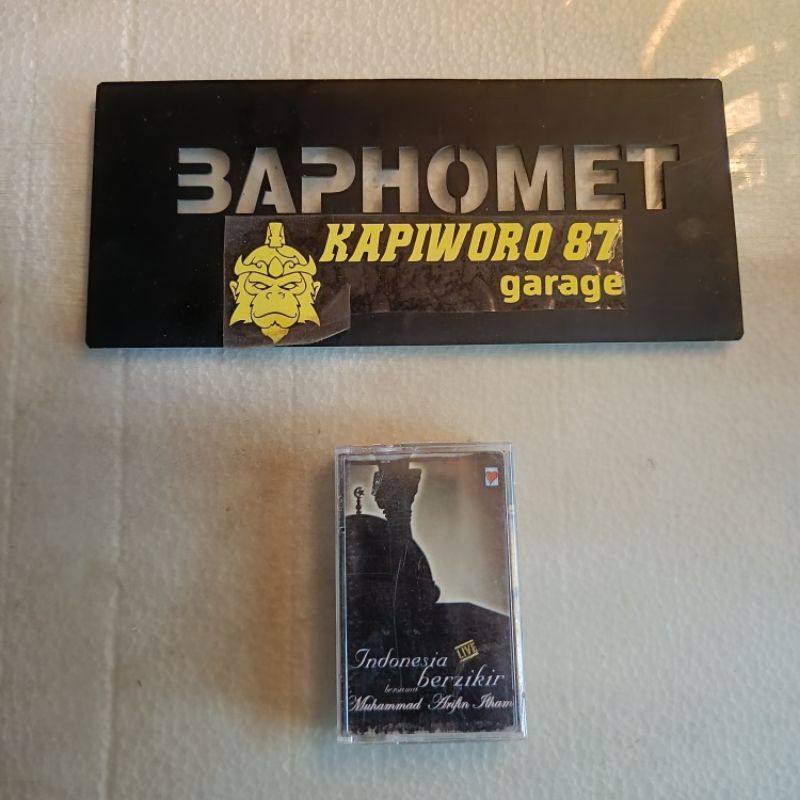 BAPHOMET
KAPIWORO 87
garage
Indonesia LIVE
berzikir
bersama
Muhammad Arifin Ilham